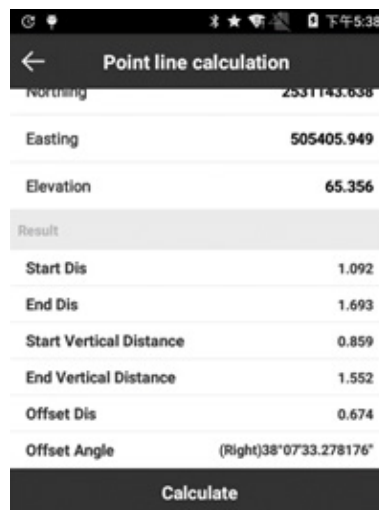 下午5:38
Point line calculation
Northing 2531143.638
Easting 505405.949
Elevation 65.356
Result
Start Dis 1.092
End Dis 1.693
Start Vertical Distance 0.859
End Vertical Distance 1.552
Offset Dis 0.674
Offset Angle (Right)38°07'33.278176"
Calculate